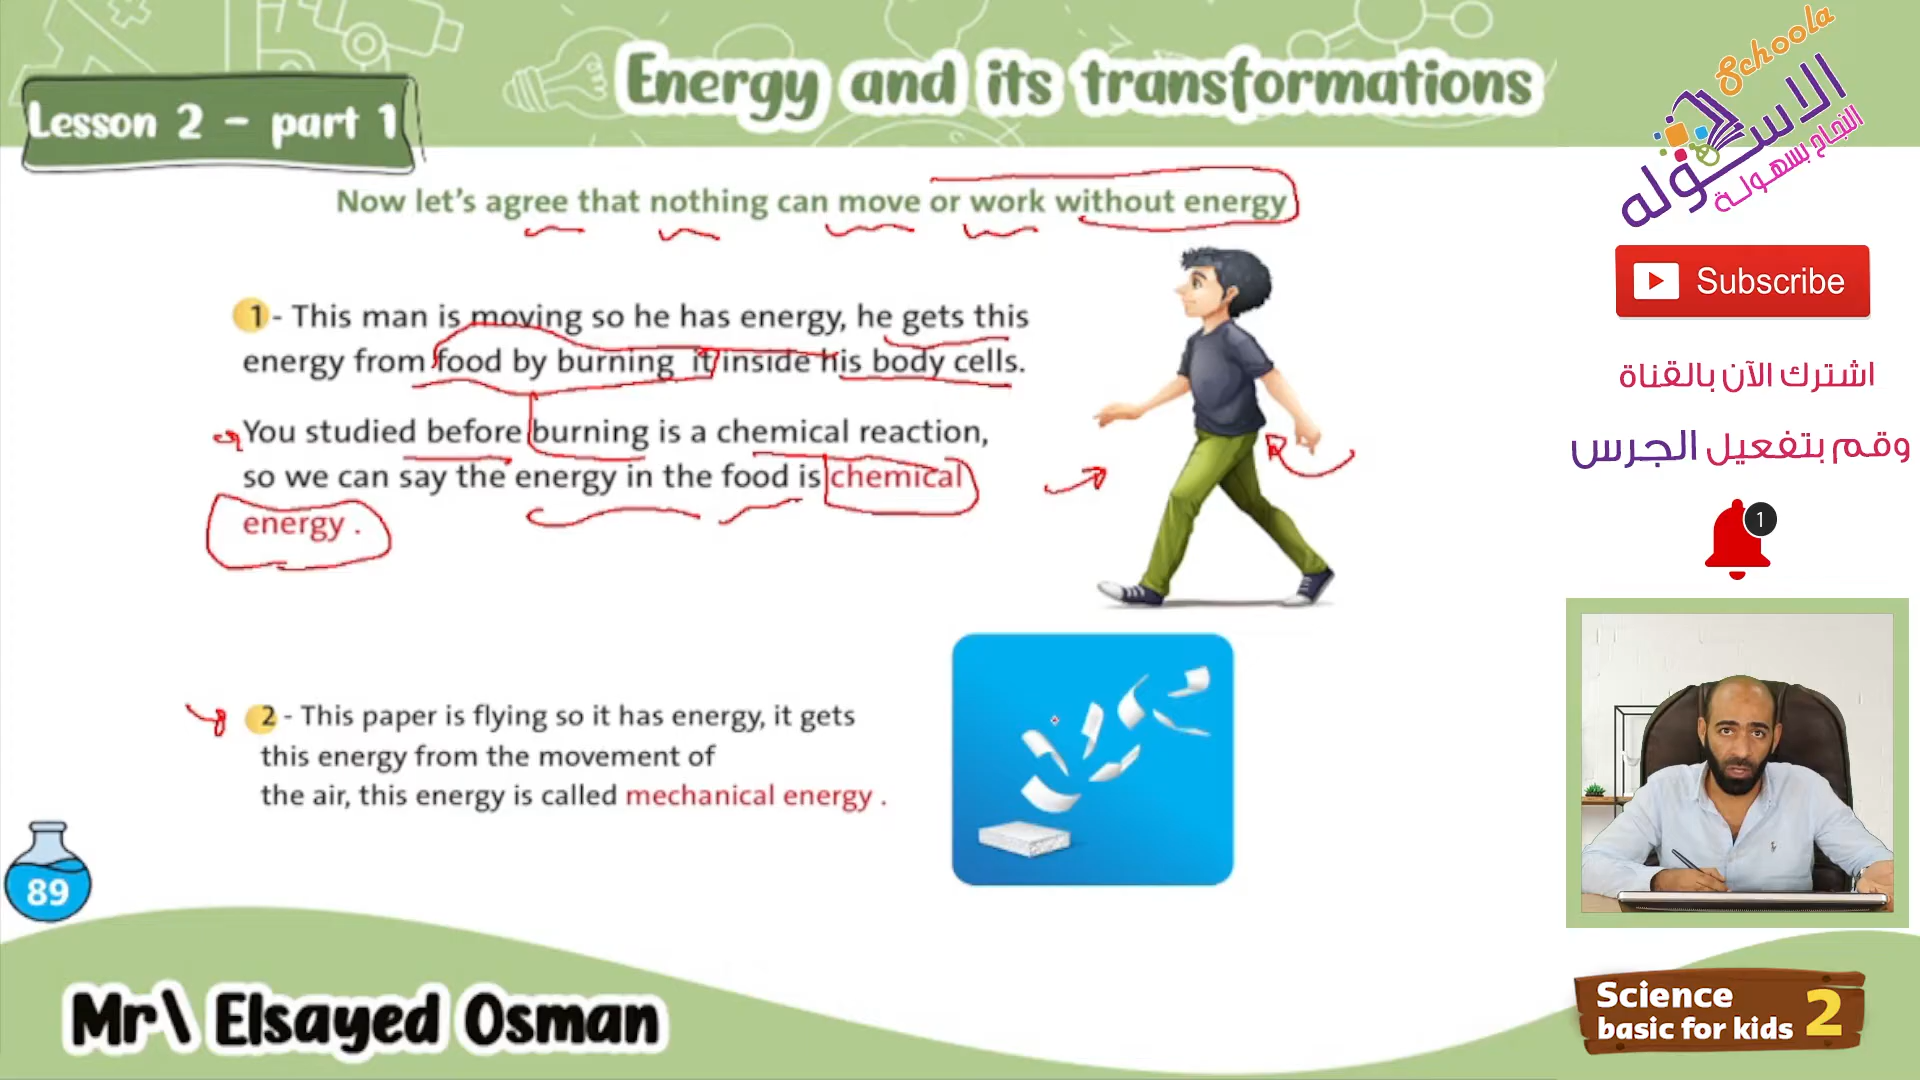 Energy and its transformations
Lesson 2 - part 1
Schoola
الاسكوله
النجاح بسهولة
Now let's agree that nothing can move or work without energy
1 - This man is moving so he has energy, he gets this
energy from food by burning it inside his body cells.
You studied before burning is a chemical reaction,
so we can say the energy in the food is chemical
energy .
2 - This paper is flying so it has energy, it gets
this energy from the movement of
the air, this energy is called mechanical energy .
Subscribe
اشترك الآن بالقناة
وقم بتفعيل الجرس
1
89
Mr\ Elsayed Osman
Science
basic for kids 2